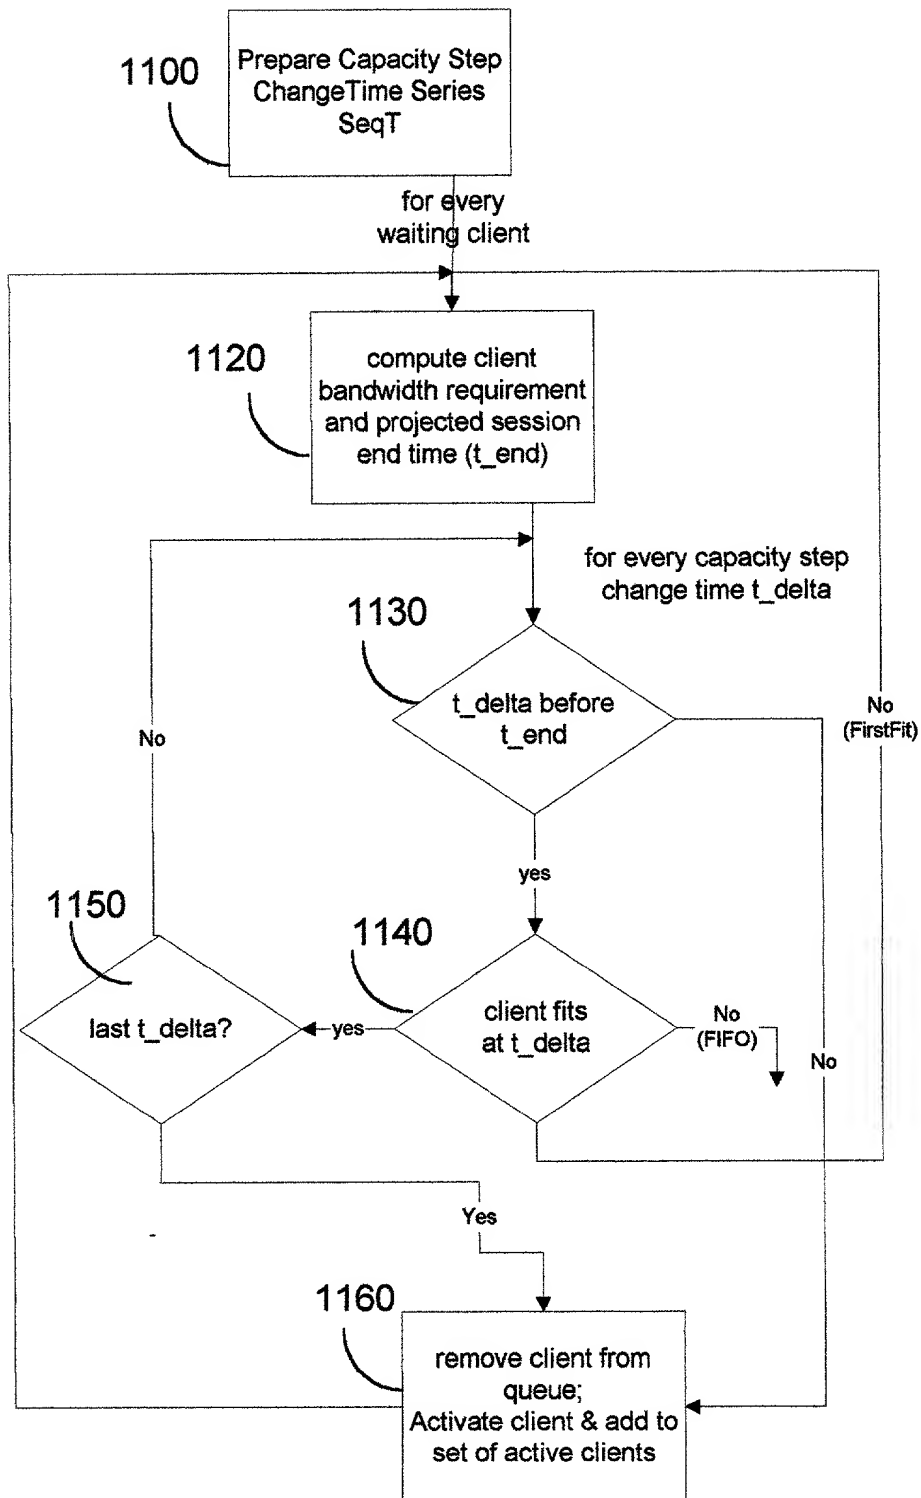 1100
Prepare Capacity Step
ChangeTime Series
SeqT
for every
waiting client
1120
compute client
bandwidth requirement
and projected session
end time (t_end)
for every capacity step
change time t_delta
1130
t_delta before
t_end
No
(FirstFit)
No
yes
1150
1140
last t_delta?
yes
client fits
at t_delta
No
(FIFO)
No
Yes
1160
remove client from
queue;
Activate client & add to
set of active clients